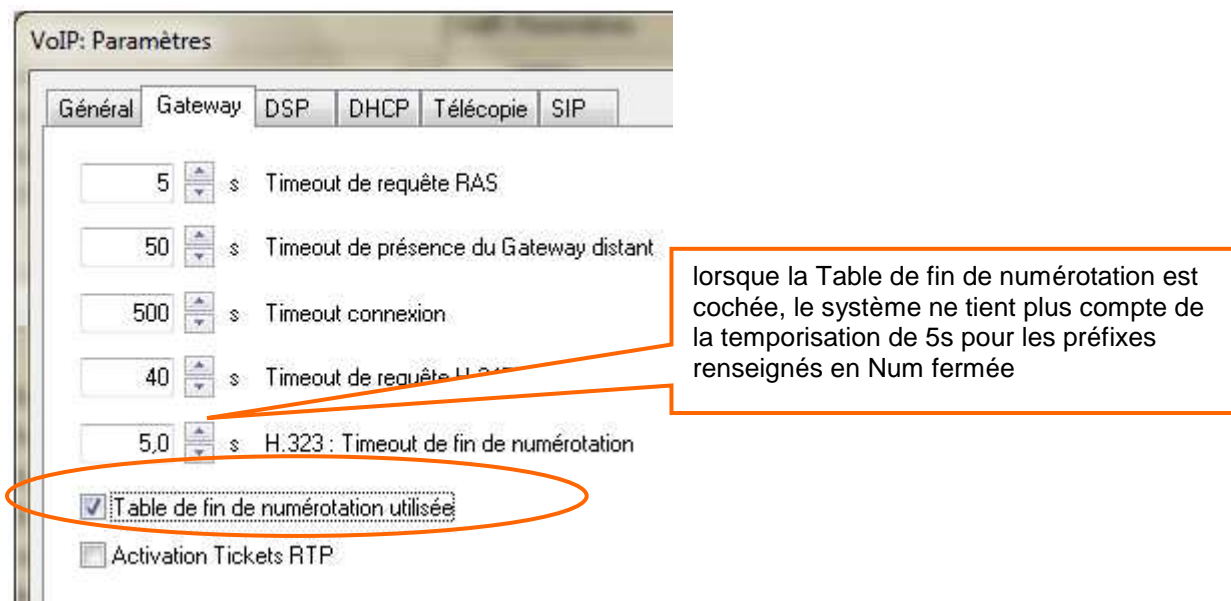 VoIP: Paramètres
Général Gateway DSP DHCP Télécopie SIP
5 s Timeout de requête RAS
50 s Timeout de présence du Gateway distant
500 s Timeout connexion
40 s Timeout de requête
5,0 s H.323 : Timeout de fin de numérotation
Table de fin de numérotation utilisée
Activation Tickets RTP
lorsque la Table de fin de numérotation est
cochée, le système ne tient plus compte de
la temporisation de 5s pour les préfixes
renseignés en Num fermée